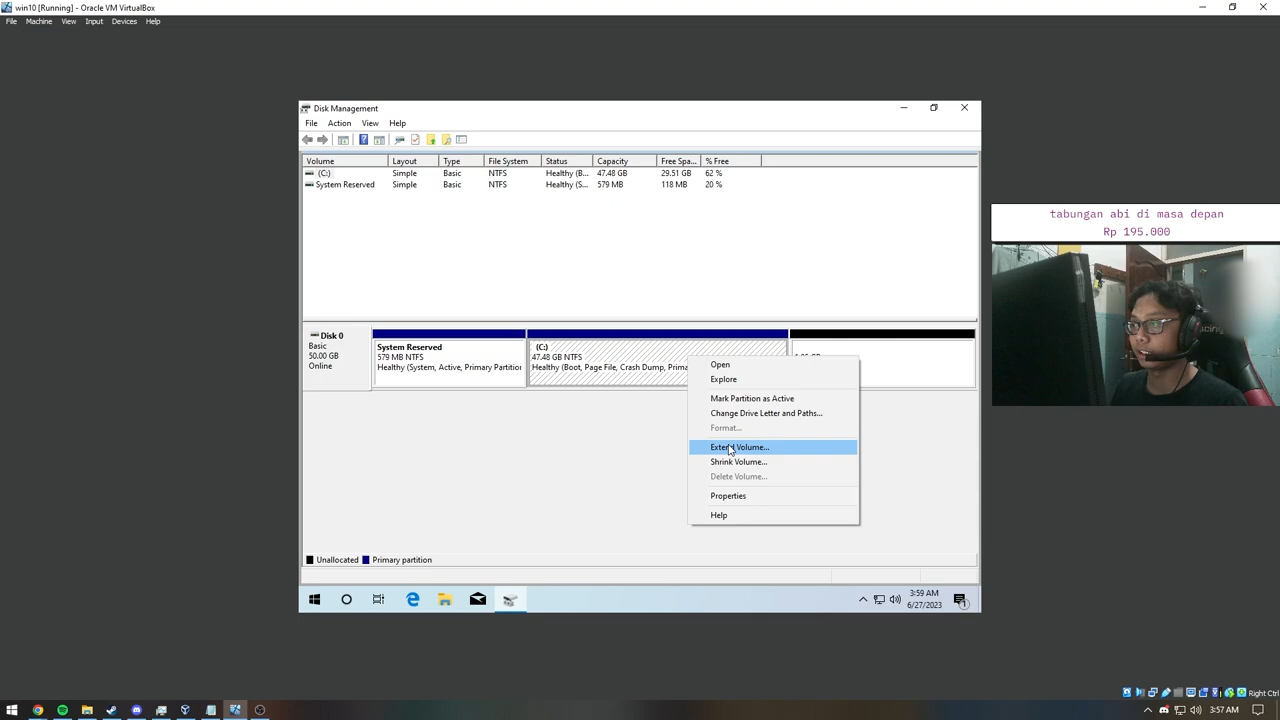 win10 [Running] - Oracle VM VirtualBox
File Machine View Input Devices Help
Disk Management
File Action View Help
Volume Layout Type File System Status Capacity Free Spa... % Free
(C:) Simple Basic NTFS Healthy (B... 47.48 GB 29.51 GB 62 %
System Reserved Simple Basic NTFS Healthy (S... 579 MB 118 MB 20 %
tabungan abi di masa depan
Rp 195.000
Disk 0
Basic
50.00 GB
Online
System Reserved
579 MB NTFS
Healthy (System, Active, Primary Partitio
(C:)
47.48 GB NTFS
Healthy (Boot, Page File, Crash Dump, Prima
Open
Explore
Mark Partition as Active
Change Drive Letter and Paths...
Format...
Extend Volume...
Shrink Volume...
Delete Volume...
Properties
Help
Unallocated Primary partition
3:59 AM
6/27/2023
1
Right Ctrl
3:57 AM